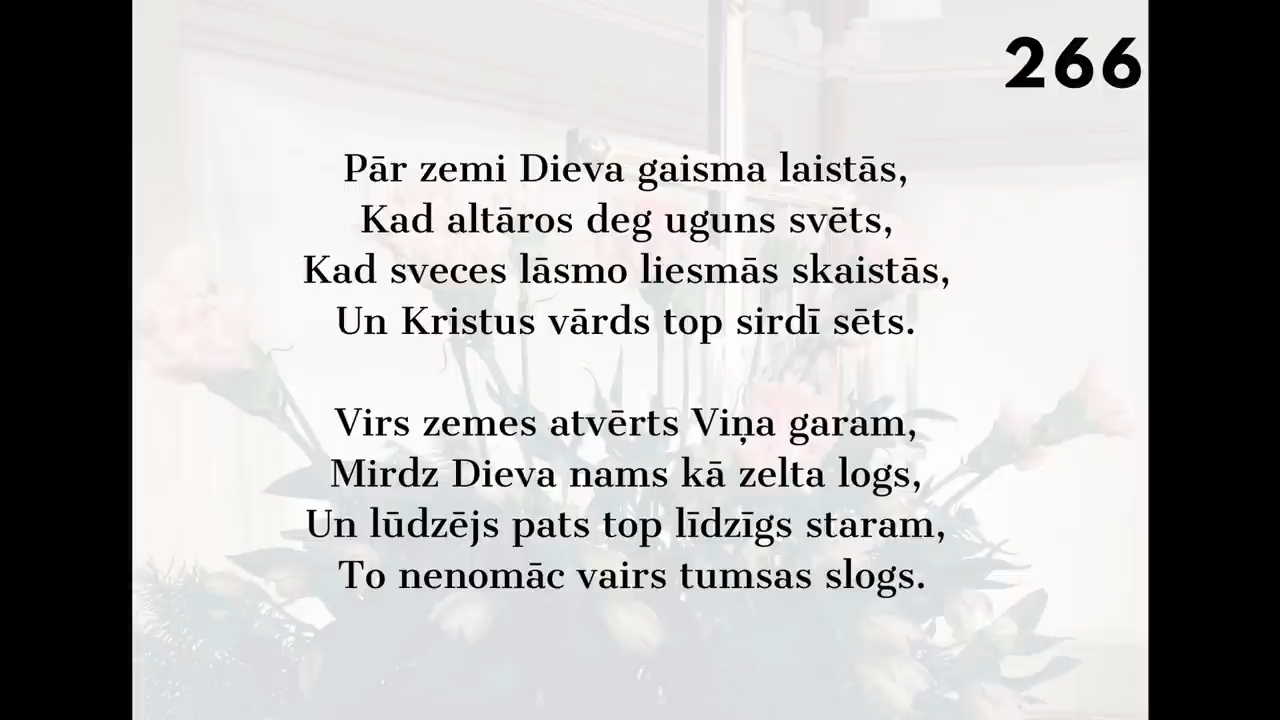 266
Pār zemi Dieva gaisma laistās,
Kad altāros deg uguns svēts,
Kad sveces lāsmo liesmās skaistās,
Un Kristus vārds top sirdī sēts.
Virs zemes atvērts Viņa garam,
Mirdz Dieva nams kā zelta logs,
Un lūdzējs pats top līdzīgs staram,
To nenomāc vairs tumsas slogs.